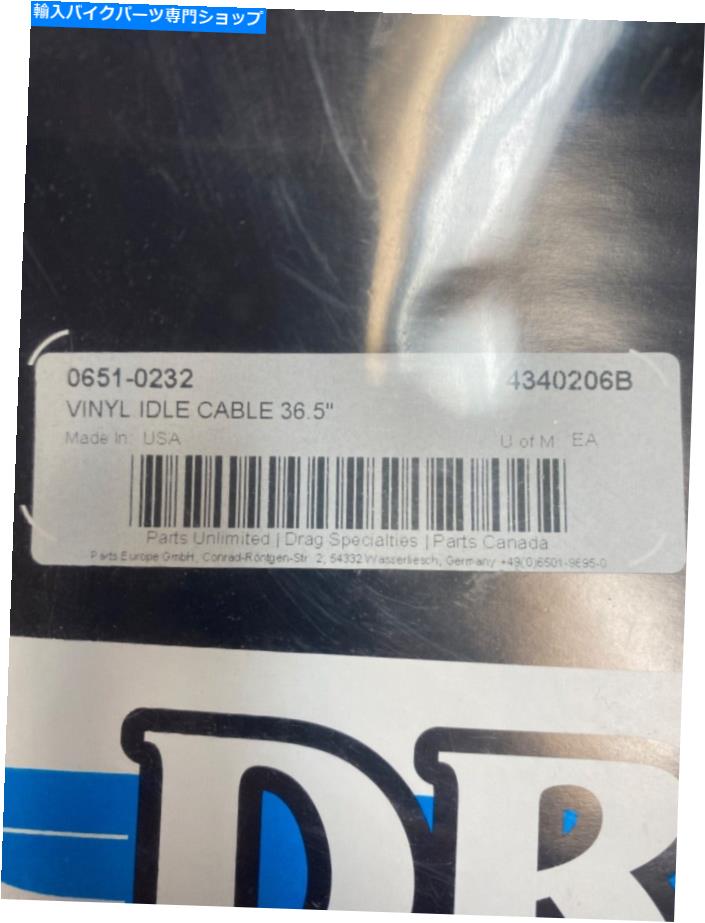 輸入バイクパーツ専門ショップ
0651-0232 4340206B
VINYL IDLE CABLE 36.5"
Made In: USA U of M EA
Parts Unlimited | Drag Specialties | Parts Canada
Parts Europe GmbH, Conrad-Röntgen-Str. 2, 54332 Wasserliesch, Germany +49(0)6501-9695-0
DR